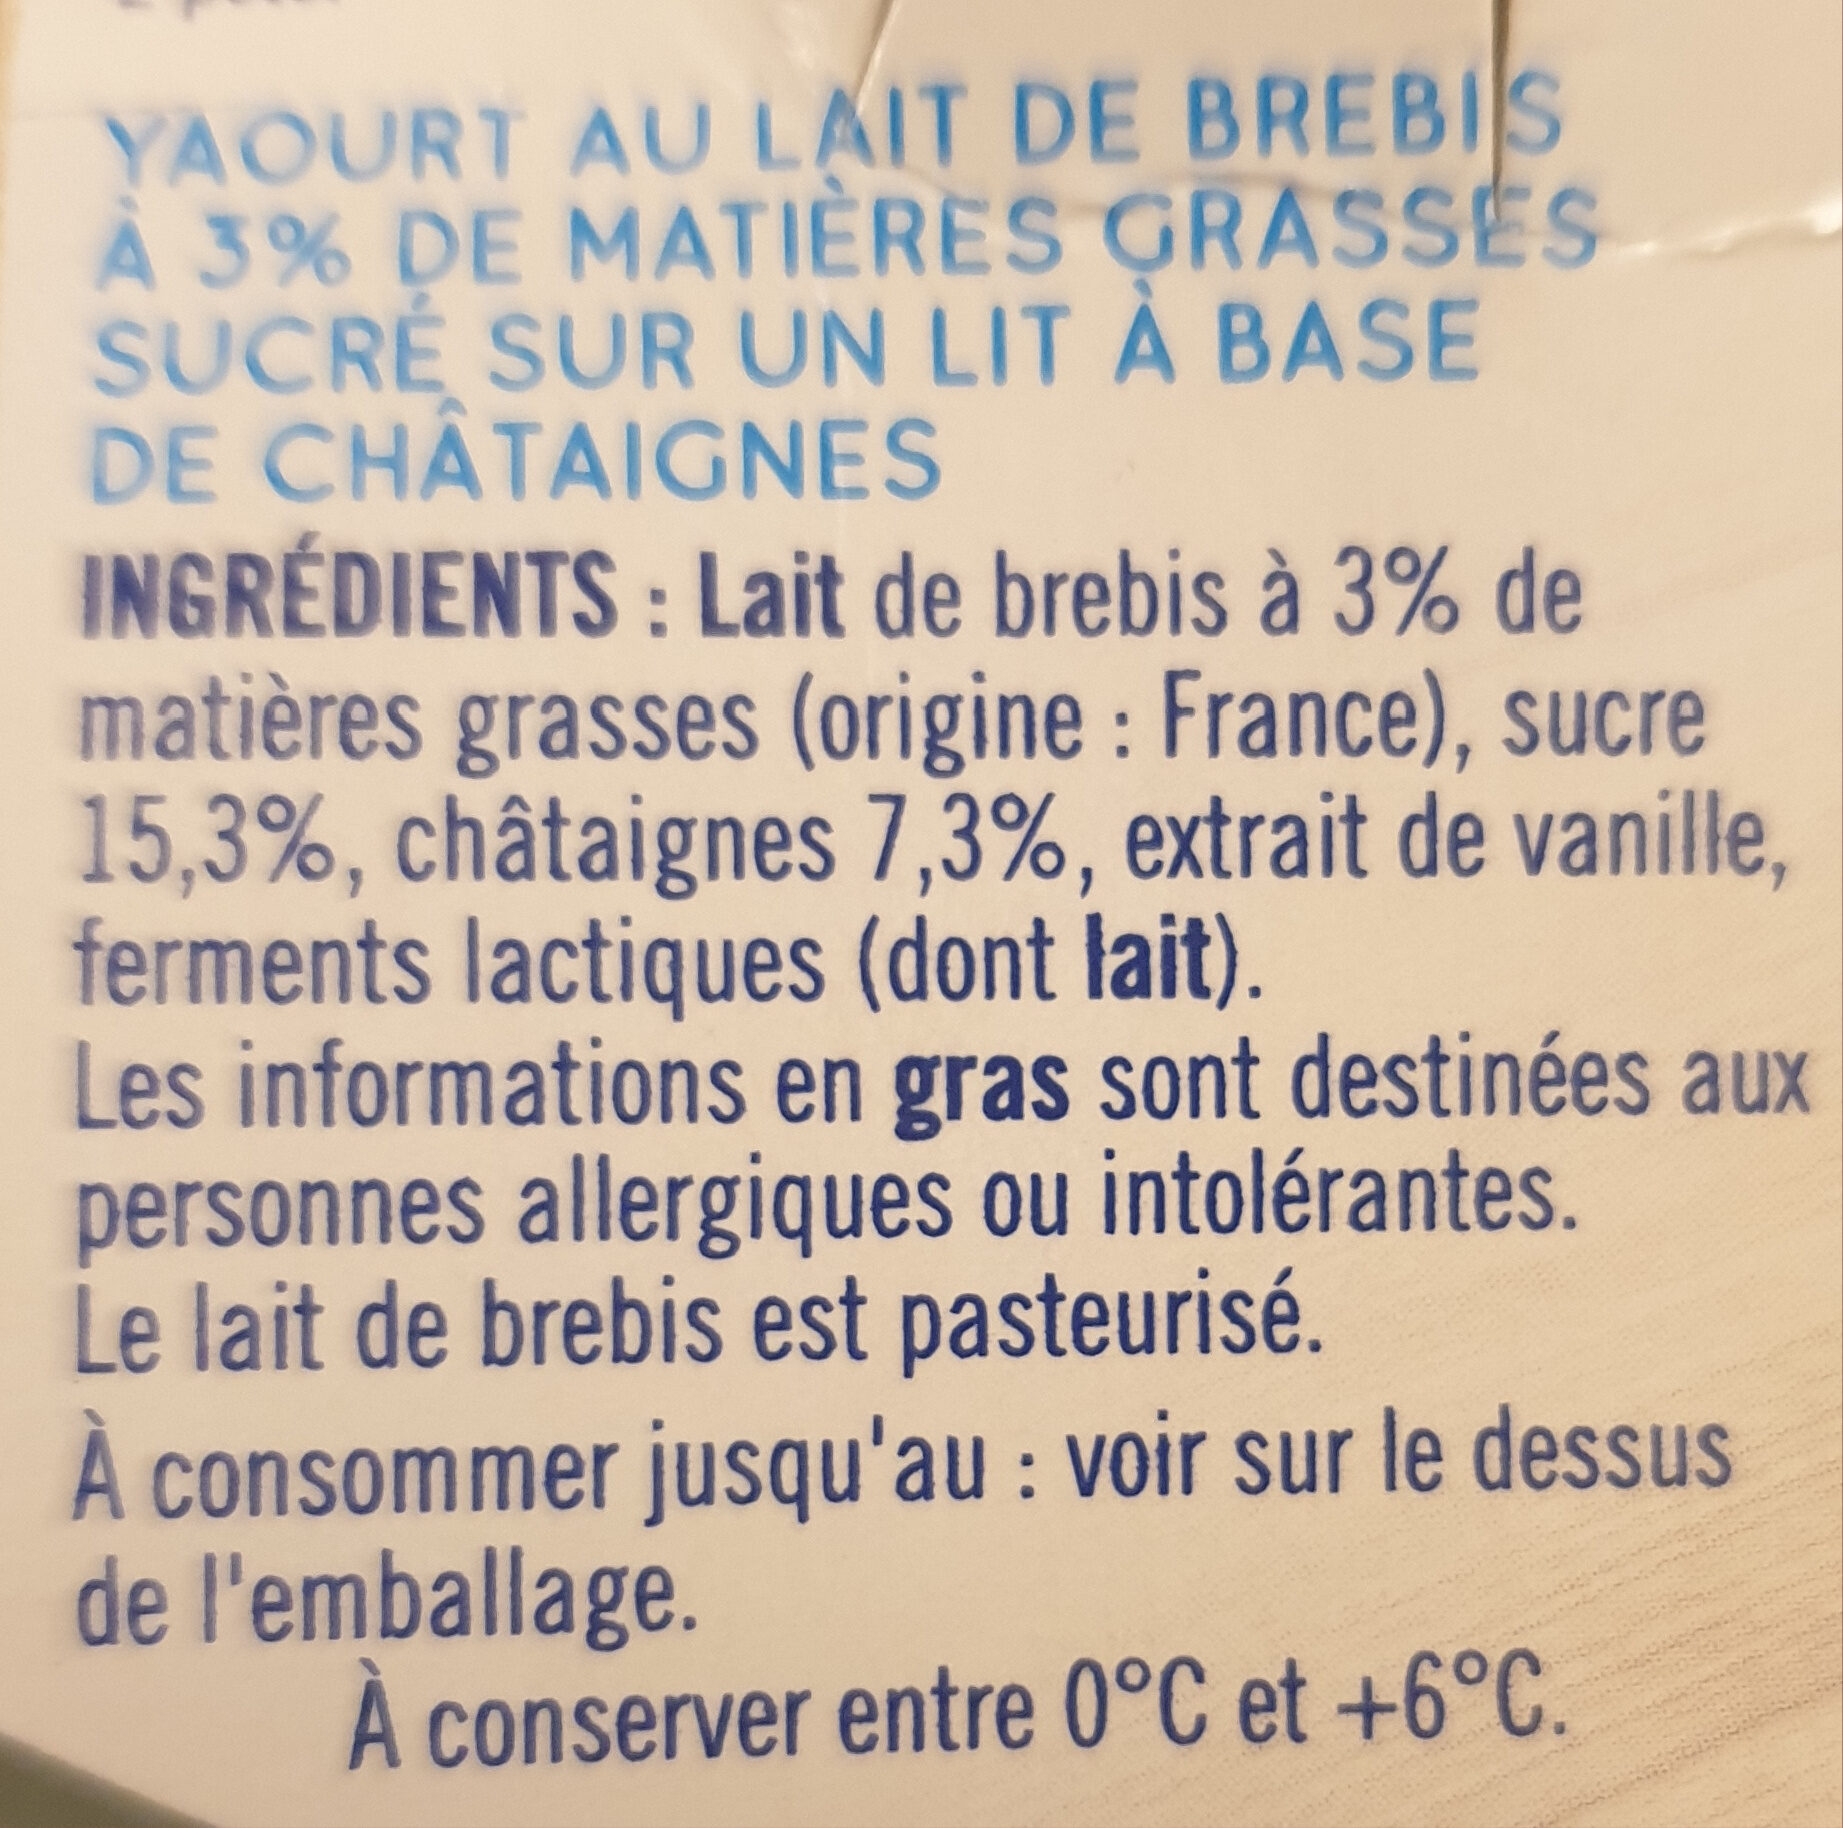 YAOURT AU LAIT DE BREBIS
À 3% DE MATIÈRES GRASSES
SUCRÉ SUR UN LIT À BASE
DE CHÂTAIGNES
INGRÉDIENTS : Lait de brebis à 3% de
matières grasses (origine : France), sucre
15,3%, châtaignes 7,3%, extrait de vanille,
ferments lactiques (dont lait).
Les informations en gras sont destinées aux
personnes allergiques ou intolérantes.
Le lait de brebis est pasteurisé.
À consommer jusqu'au : voir sur le dessus
de l'emballage.
À conserver entre 0°C et +6°C.